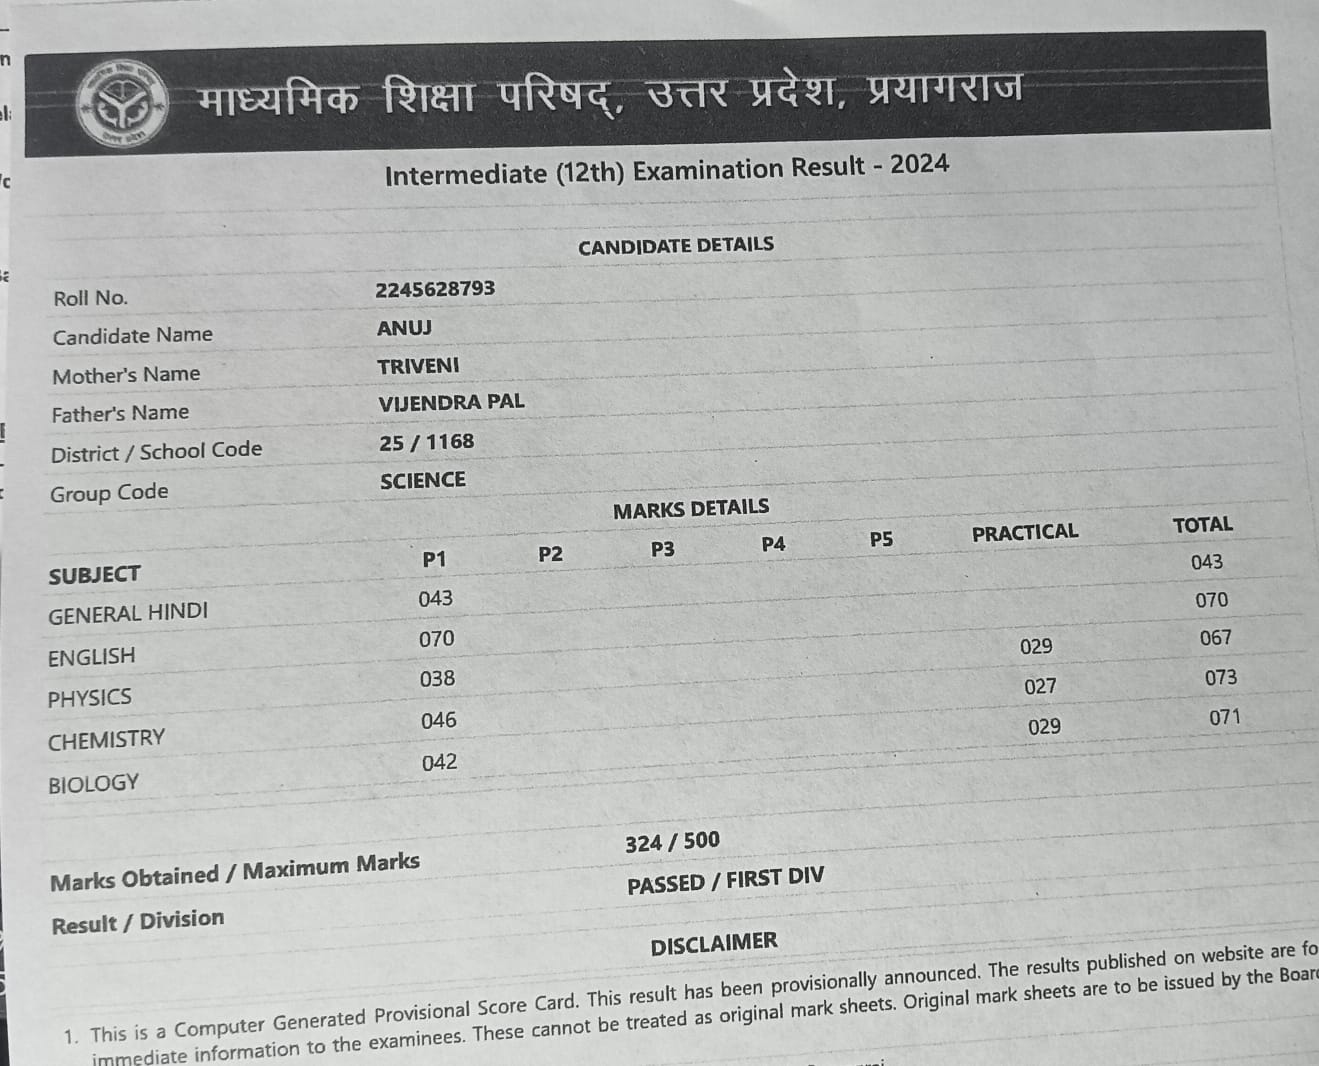 माध्यमिक शिक्षा परिषद्, उत्तर प्रदेश, प्रयागराज
Intermediate (12th) Examination Result - 2024
CANDIDATE DETAILS
Roll No. 2245628793
Candidate Name ANUJ
Mother's Name TRIVENI
Father's Name VIJENDRA PAL
District / School Code 25 / 1168
Group Code SCIENCE
MARKS DETAILS
SUBJECT P1 P2 P3 P4 P5 PRACTICAL TOTAL
GENERAL HINDI 043 043
ENGLISH 070 070
PHYSICS 038 029 067
CHEMISTRY 046 027 073
BIOLOGY 042 029 071
Marks Obtained / Maximum Marks 324 / 500
Result / Division PASSED / FIRST DIV
DISCLAIMER
1. This is a Computer Generated Provisional Score Card. This result has been provisionally announced. The results published on website are fo
immediate information to the examinees. These cannot be treated as original mark sheets. Original mark sheets are to be issued by the Boar